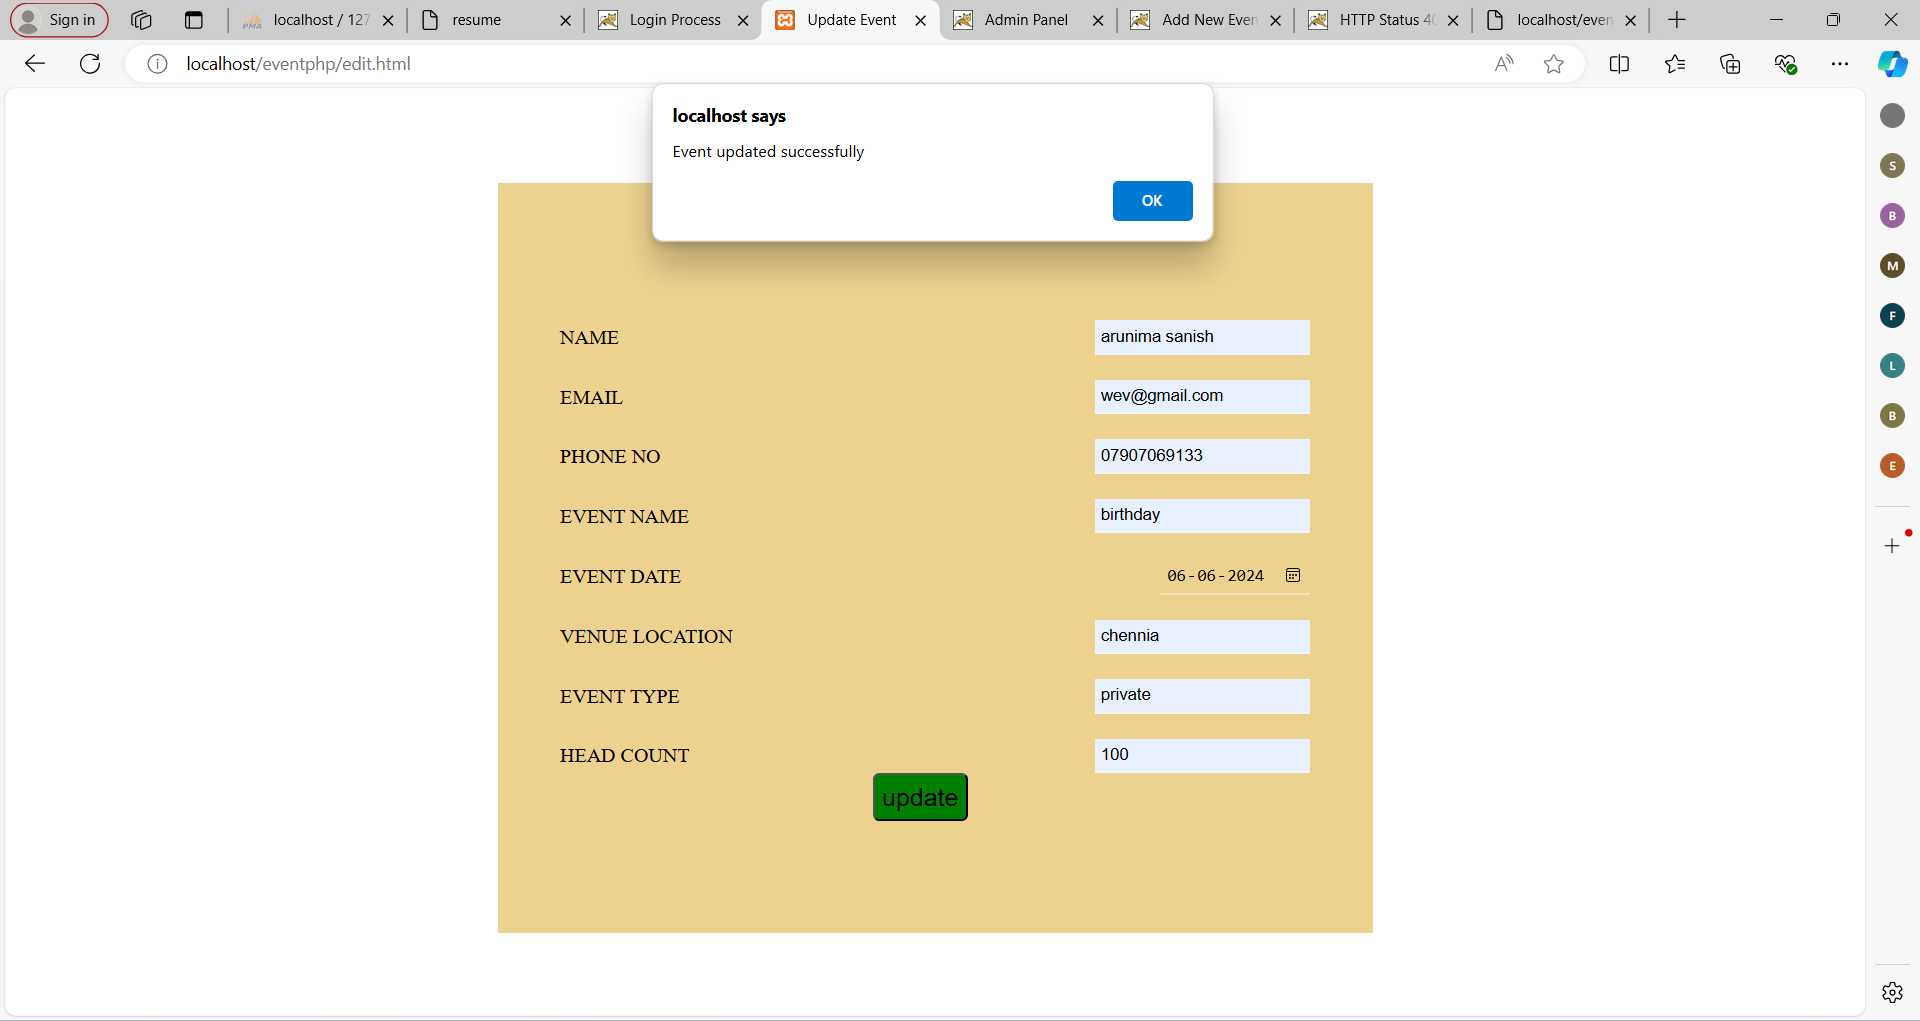 Sign in
PMA
localhost / 127
resume
Login Process
Update Event
Admin Panel
Add New Even
HTTP Status 40
localhost/even
localhost/eventphp/edit.html
localhost says
Event updated successfully
OK
NAME arunima sanish
EMAIL wev@gmail.com
PHONE NO 07907069133
EVENT NAME birthday
EVENT DATE 06-06-2024
VENUE LOCATION chennia
EVENT TYPE private
HEAD COUNT 100
update
S
B
M
F
L
B
E